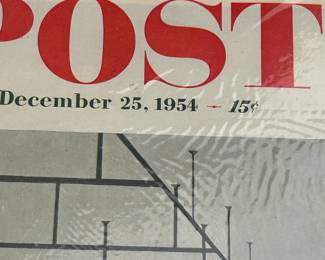 POST
December 25, 1954 – 15¢